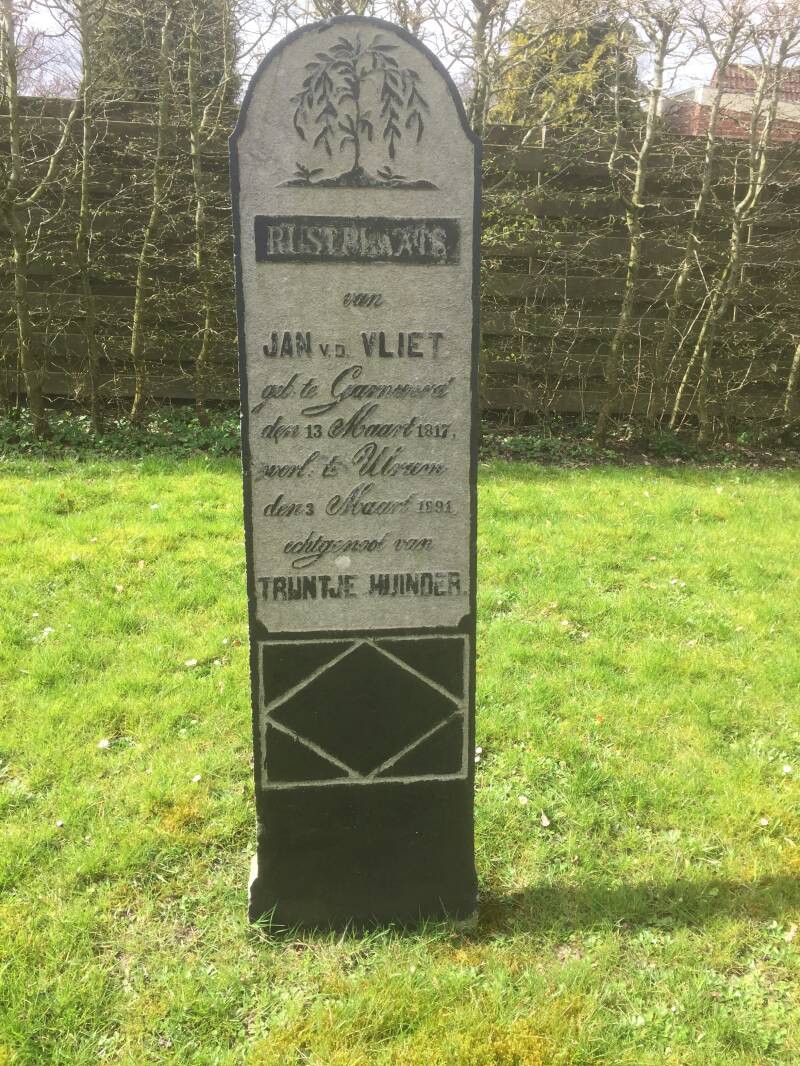 RUSTPLAATS
van
JAN V.D. VLIET
geb. te Garnwerd
den 13 Maart 1817,
overl. te Ulrum
den 3 Maart 1891,
echtgenoot van
TRIJNTJE HUINDER.